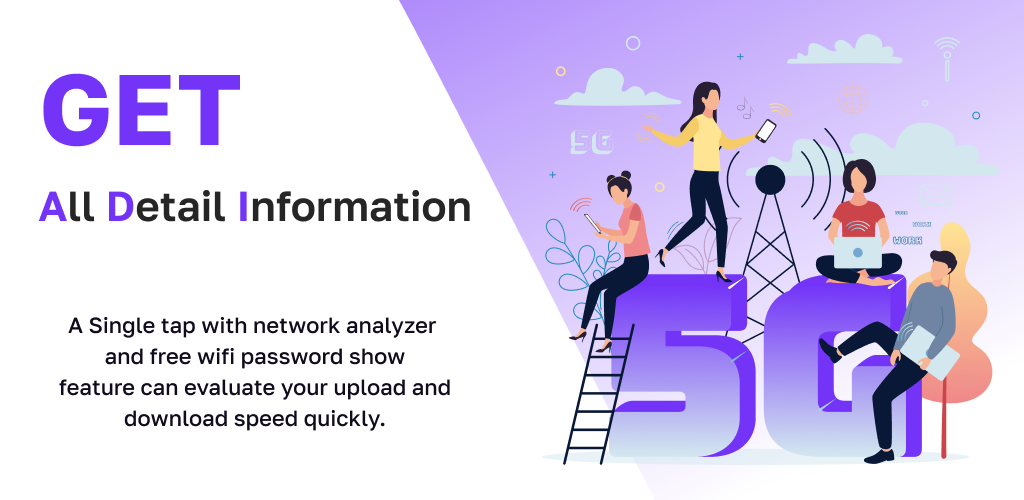 GET
All Detail Information
A Single tap with network analyzer
and free wifi password show
feature can evaluate your upload and
download speed quickly.
5G
WORK
5G